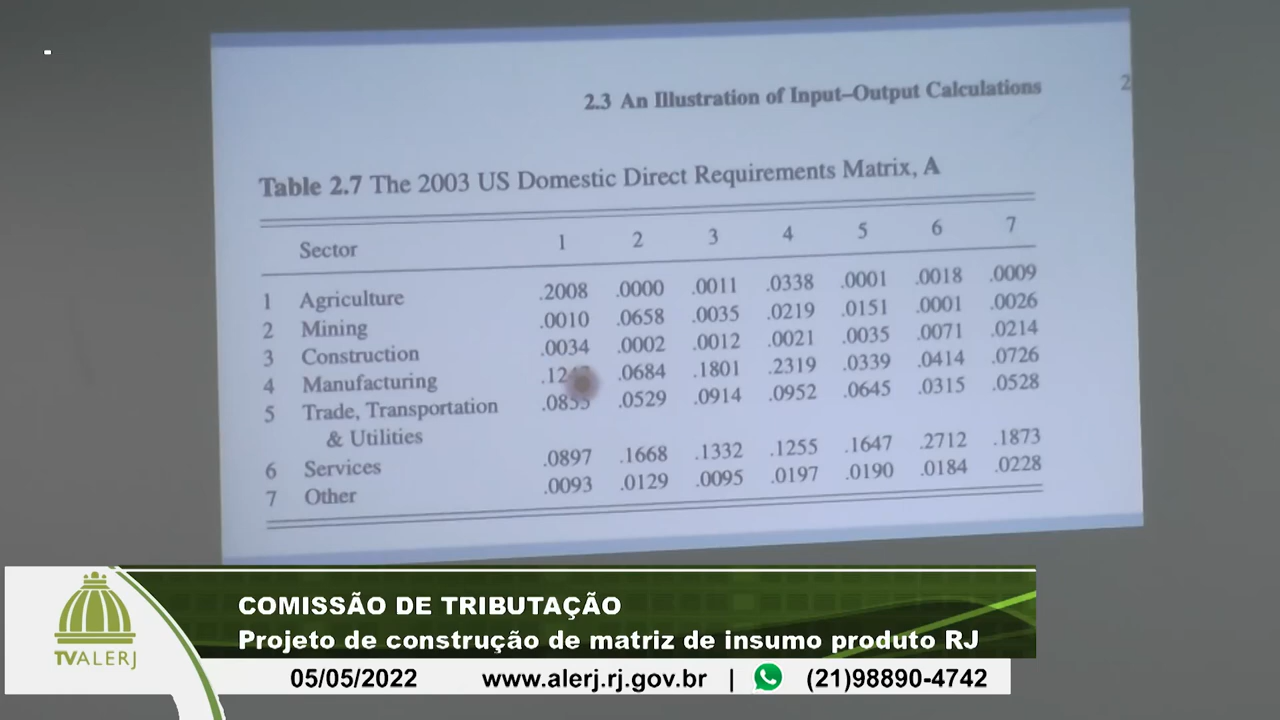 2.3 An Illustration of Input–Output Calculations 2
Table 2.7 The 2003 US Domestic Direct Requirements Matrix, A
Sector 1 2 3 4 5 6 7
1 Agriculture .2008 .0000 .0011 .0338 .0001 .0018 .0009
2 Mining .0010 .0658 .0035 .0219 .0151 .0001 .0026
3 Construction .0034 .0002 .0012 .0021 .0035 .0071 .0214
4 Manufacturing .0684 .1801 .2319 .0339 .0414 .0726
5 Trade, Transportation .0855 .0529 .0914 .0952 .0645 .0315 .0528
& Utilities
6 Services .0897 .1668 .1332 .1255 .1647 .2712 .1873
7 Other .0093 .0129 .0095 .0197 .0190 .0184 .0228
COMISSÃO DE TRIBUTAÇÃO
Projeto de construção de matriz de insumo produto RJ
TVALERJ
05/05/2022 www.alerj.rj.gov.br | (21)98890-4742